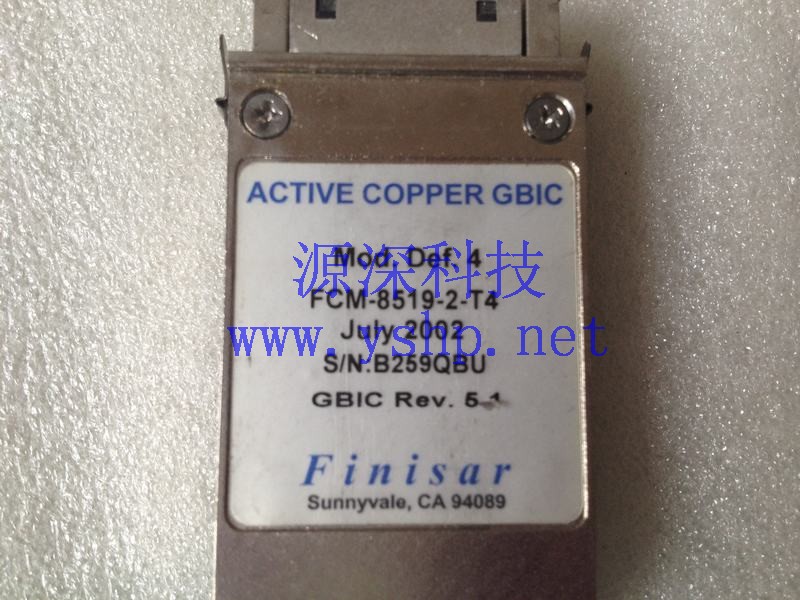 ACTIVE COPPER GBIC
Mod. Def. 4
源深科技
FCM-8519-2-T4
July 2002
www.yshp.net
S/N:B259QBU
GBIC Rev. 5.1
Finisar
Sunnyvale, CA 94089